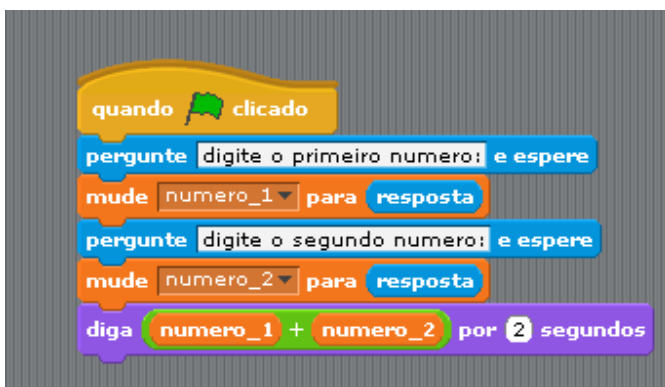 quando clicado
pergunte digite o primeiro numero: e espere
mude numero_1 para resposta
pergunte digite o segundo numero: e espere
mude numero_2 para resposta
diga numero_1 + numero_2 por 2 segundos